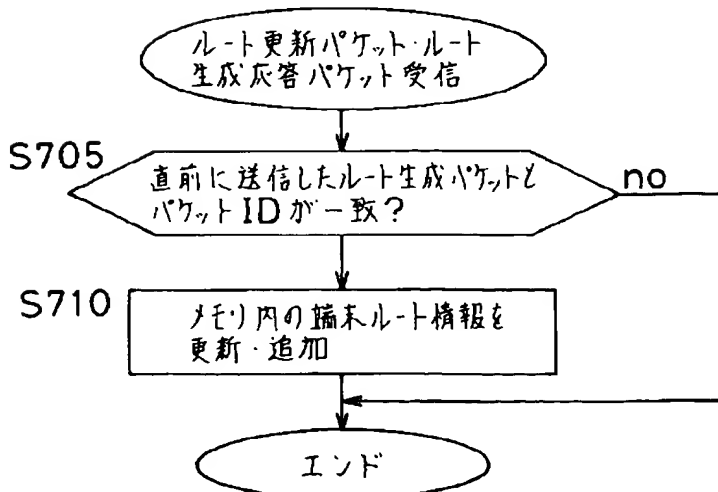 ルート更新パケット・ルート
生成応答パケット受信
S705
直前に送信したルート生成パケットと
パケットIDが一致?
no
S710
メモリ内の端末ルート情報を
更新・追加
エンド